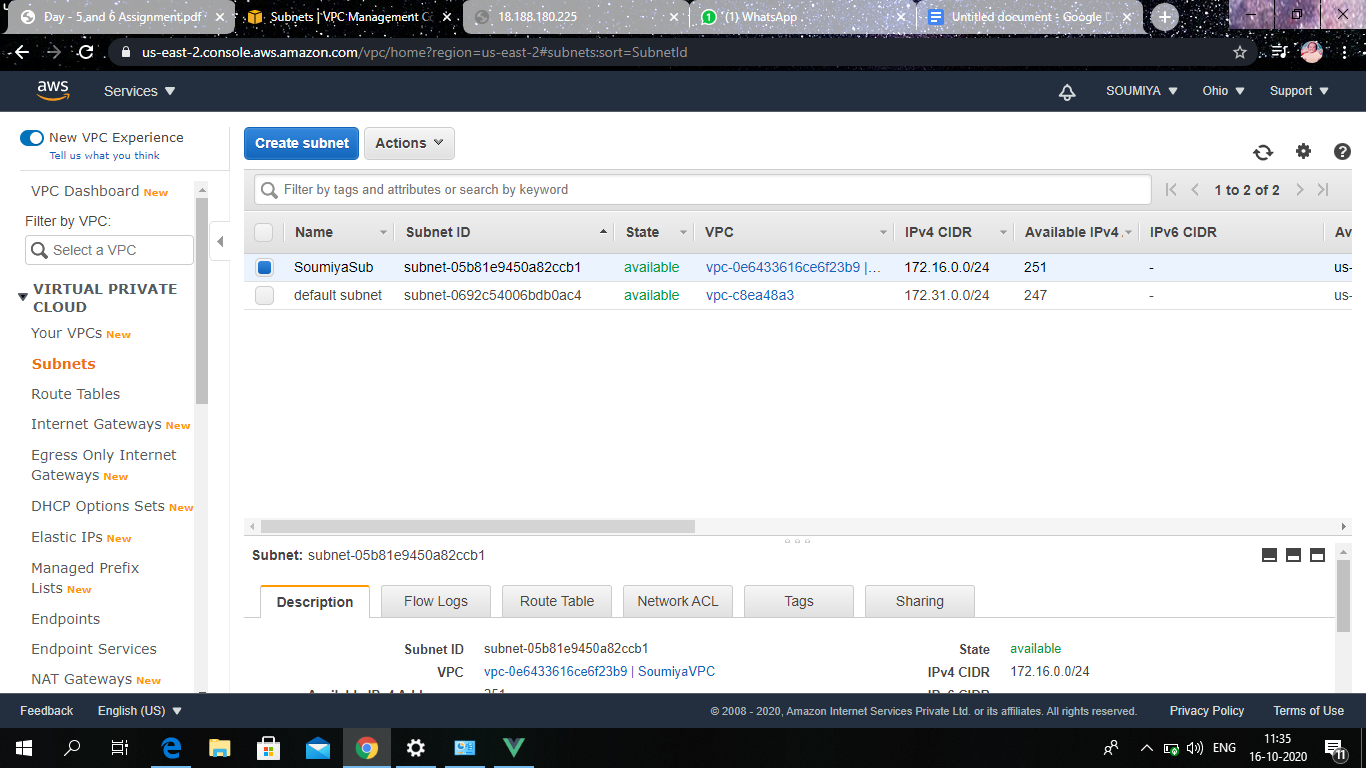 Day - 5,and 6 Assignment.pdf
Subnets | VPC Management C
18.188.180.225
(1) WhatsApp
Untitled document - Google D
us-east-2.console.aws.amazon.com/vpc/home?region=us-east-2#subnets:sort=SubnetId
aws
Services
SOUMIYA
Ohio
Support
New VPC Experience
Tell us what you think
Create subnet
Actions
VPC Dashboard New
Filter by VPC:
Select a VPC
VIRTUAL PRIVATE
CLOUD
Your VPCs New
Subnets
Route Tables
Internet Gateways New
Egress Only Internet
Gateways New
DHCP Options Sets New
Elastic IPs New
Managed Prefix
Lists New
Endpoints
Endpoint Services
NAT Gateways New
Filter by tags and attributes or search by keyword
1 to 2 of 2
Name Subnet ID State VPC IPv4 CIDR Available IPv4 IPv6 CIDR Av
SoumiyaSub subnet-05b81e9450a82ccb1 available vpc-0e6433616ce6f23b9 |... 172.16.0.0/24 251 - us-
default subnet subnet-0692c54006bdb0ac4 available vpc-c8ea48a3 172.31.0.0/24 247 - us-
Subnet: subnet-05b81e9450a82ccb1
Description Flow Logs Route Table Network ACL Tags Sharing
Subnet ID subnet-05b81e9450a82ccb1 State available
VPC vpc-0e6433616ce6f23b9 | SoumiyaVPC IPv4 CIDR 172.16.0.0/24
251
Feedback English (US) © 2008 - 2020, Amazon Internet Services Private Ltd. or its affiliates. All rights reserved. Privacy Policy Terms of Use
ENG
11:35
16-10-2020
11